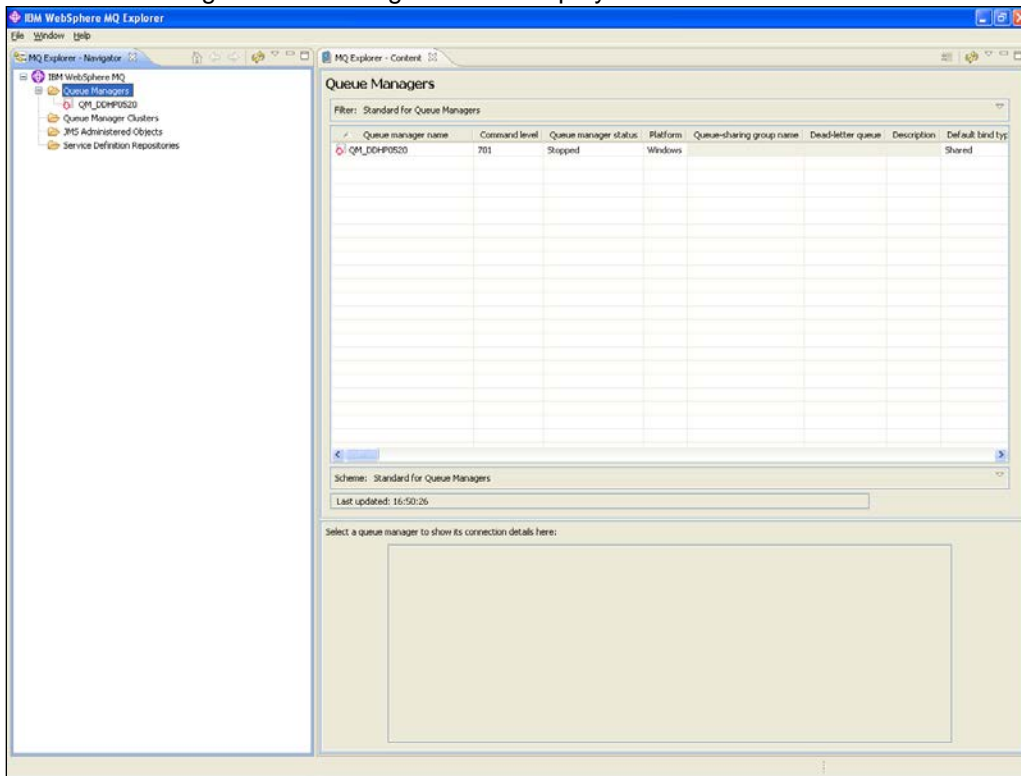 IBM WebSphere MQ Explorer
File Window Help
MQ Explorer - Navigator
IBM WebSphere MQ
Queue Managers
QM_DDHP0520
Queue Manager Clusters
JMS Administered Objects
Service Definition Repositories
MQ Explorer - Content
Queue Managers
Filter: Standard for Queue Managers
Queue manager name Command level Queue manager status Platform Queue-sharing group name Dead-letter queue Description Default bind typ
QM_DDHP0520 701 Stopped Windows Shared
Scheme: Standard for Queue Managers
Last updated: 16:50:26
Select a queue manager to show its connection details here: